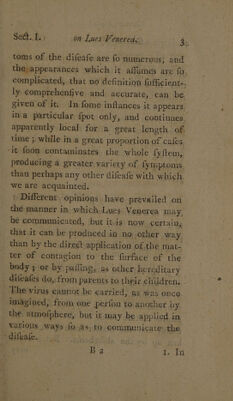 Sect. I. on Lues Venerea. 3
toms of the diſeaſe are ſo numerous, and
the appearances which it aſſumes are ſo
complicated, that no definition ſufficient-
ly comprehenſive and accurate, can be
given of it. In ſome inſtances it appears
in a particular ſpot only, and continues
apparently local for a great length of
time; while in a great proportion of caſes
it ſoon contaminates the whole ſyſtem,
producing a greater variety of ſymptoms
than perhaps any other diſeaſe with which
we are acquainted.
Different opinions have prevailed on
the manner in which Lues Venerea may
be communicated, but it is now certain,
that it can be produced in no other way
than by the direct application of the mat-
ter of contagion to the ſurface of the
body; or by paſſing, as other hereditary
diſeaſes do, from parents to their children.
The virus cannot be carried, as was once
imagined, from one perſon to another by
the atmoſphere, but it may be applied in
various ways ſo as to communicate the
diſeaſe.
B 2 1. In